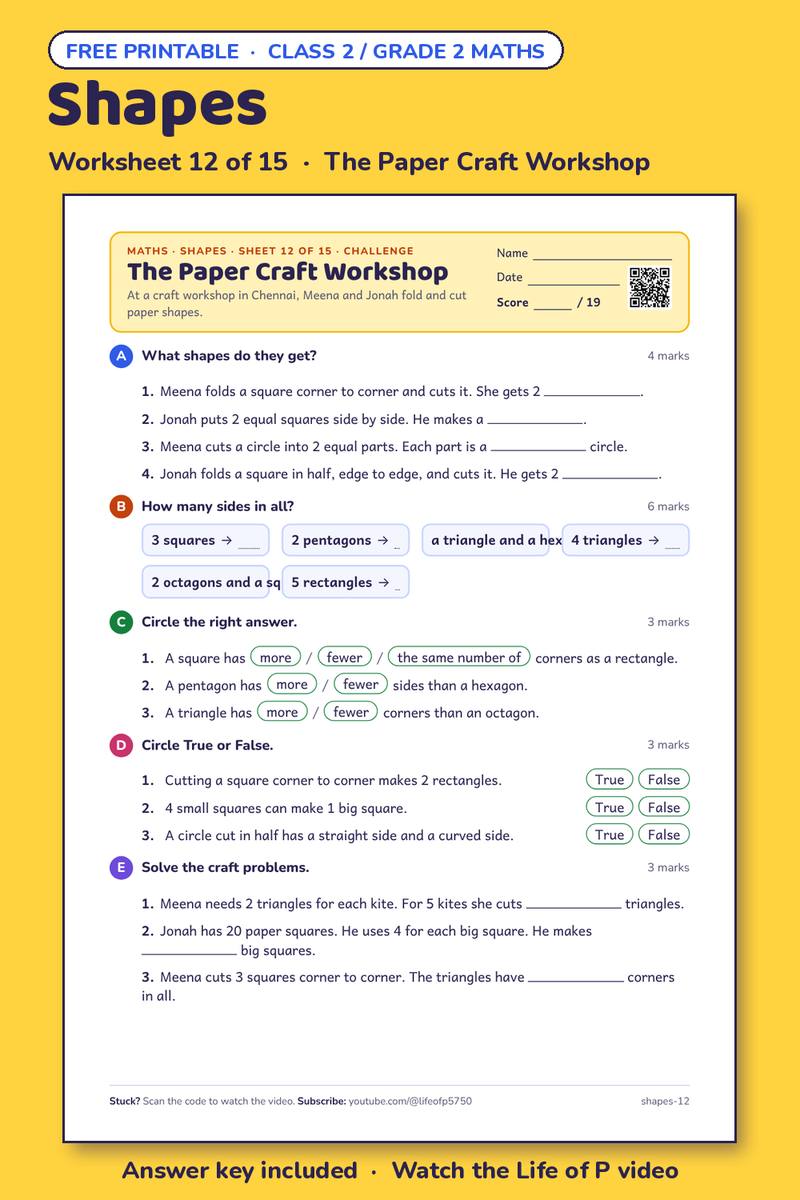 FREE PRINTABLE · CLASS 2 / GRADE 2 MATHS
Shapes
Worksheet 12 of 15 · The Paper Craft Workshop
MATHS · SHAPES · SHEET 12 OF 15 · CHALLENGE
The Paper Craft Workshop
At a craft workshop in Chennai, Meena and Jonah fold and cut
paper shapes.
Name ____________
Date ____________
Score ______ / 19
A What shapes do they get? 4 marks
1. Meena folds a square corner to corner and cuts it. She gets 2 ____________.
2. Jonah puts 2 equal squares side by side. He makes a ____________.
3. Meena cuts a circle into 2 equal parts. Each part is a ____________ circle.
4. Jonah folds a square in half, edge to edge, and cuts it. He gets 2 ____________.
B How many sides in all? 6 marks
3 squares → ___ 2 pentagons → _ a triangle and a hex 4 triangles → __
2 octagons and a sq 5 rectangles → _
C Circle the right answer. 3 marks
1. A square has more / fewer / the same number of corners as a rectangle.
2. A pentagon has more / fewer sides than a hexagon.
3. A triangle has more / fewer corners than an octagon.
D Circle True or False. 3 marks
1. Cutting a square corner to corner makes 2 rectangles. True False
2. 4 small squares can make 1 big square. True False
3. A circle cut in half has a straight side and a curved side. True False
E Solve the craft problems. 3 marks
1. Meena needs 2 triangles for each kite. For 5 kites she cuts ____________ triangles.
2. Jonah has 20 paper squares. He uses 4 for each big square. He makes
____________ big squares.
3. Meena cuts 3 squares corner to corner. The triangles have ____________ corners
in all.
Stuck? Scan the code to watch the video. Subscribe: youtube.com/@lifeofp5750 shapes-12
Answer key included · Watch the Life of P video